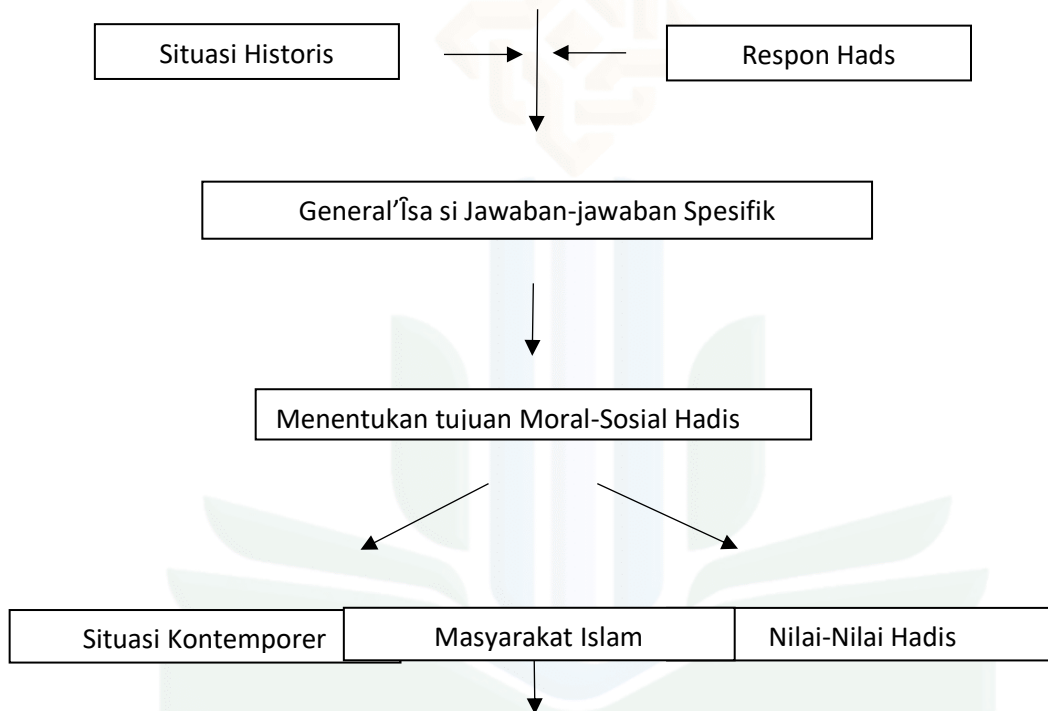 Situasi Historis
Respon Hads
General'Îsa si Jawaban-jawaban Spesifik
Menentukan tujuan Moral-Sosial Hadis
Situasi Kontemporer
Masyarakat Islam
Nilai-Nilai Hadis